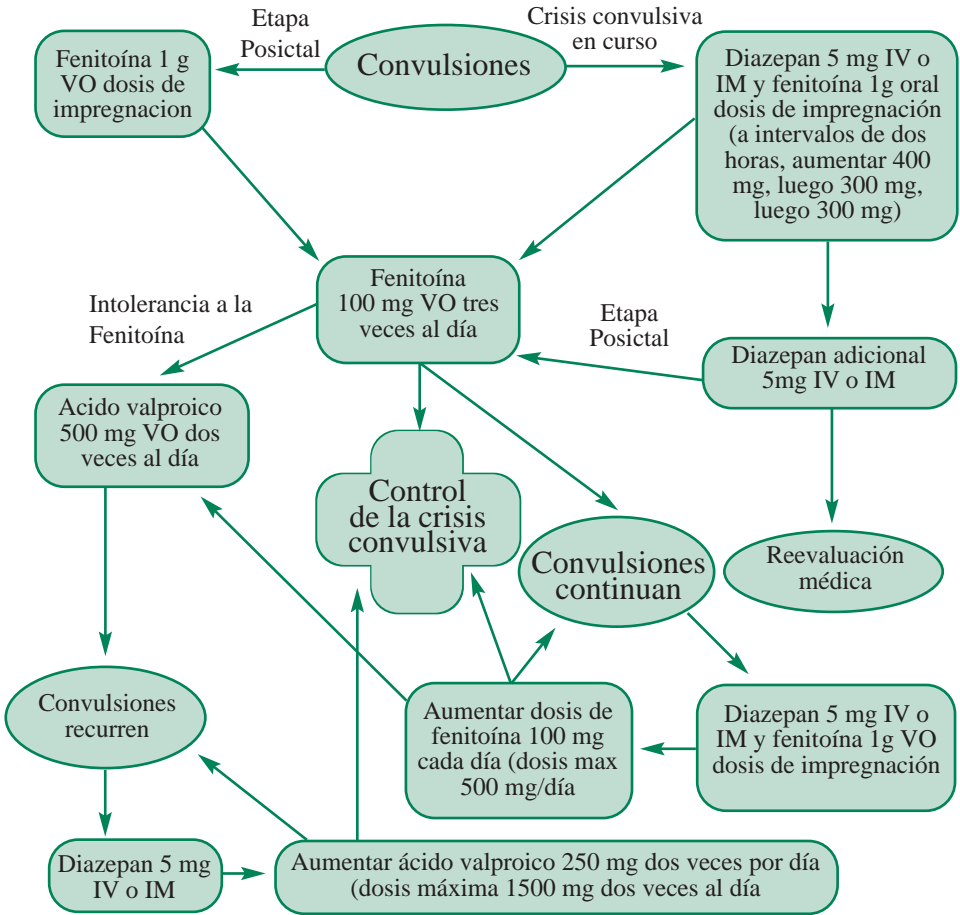 Etapa
Posictal
Crisis convulsiva
en curso
Convulsiones
Fenitoína 1 g
VO dosis de
impregnacion
Diazepan 5 mg IV o
IM y fenitoína 1g oral
dosis de impregnación
(a intervalos de dos
horas, aumentar 400
mg, luego 300 mg,
luego 300 mg)
Fenitoína
100 mg VO tres
veces al día
Intolerancia a la
Fenitoína
Etapa
Posictal
Diazepan adicional
5mg IV o IM
Acido valproico
500 mg VO dos
veces al día
Control
de la crisis
convulsiva
Convulsiones
continuan
Reevaluación
médica
Convulsiones
recurren
Aumentar dosis de
fenitoína 100 mg
cada día (dosis max
500 mg/día
Diazepan 5 mg IV o
IM y fenitoína 1g VO
dosis de impregnación
Diazepan 5 mg
IV o IM
Aumentar ácido valproico 250 mg dos veces por día
(dosis máxima 1500 mg dos veces al día